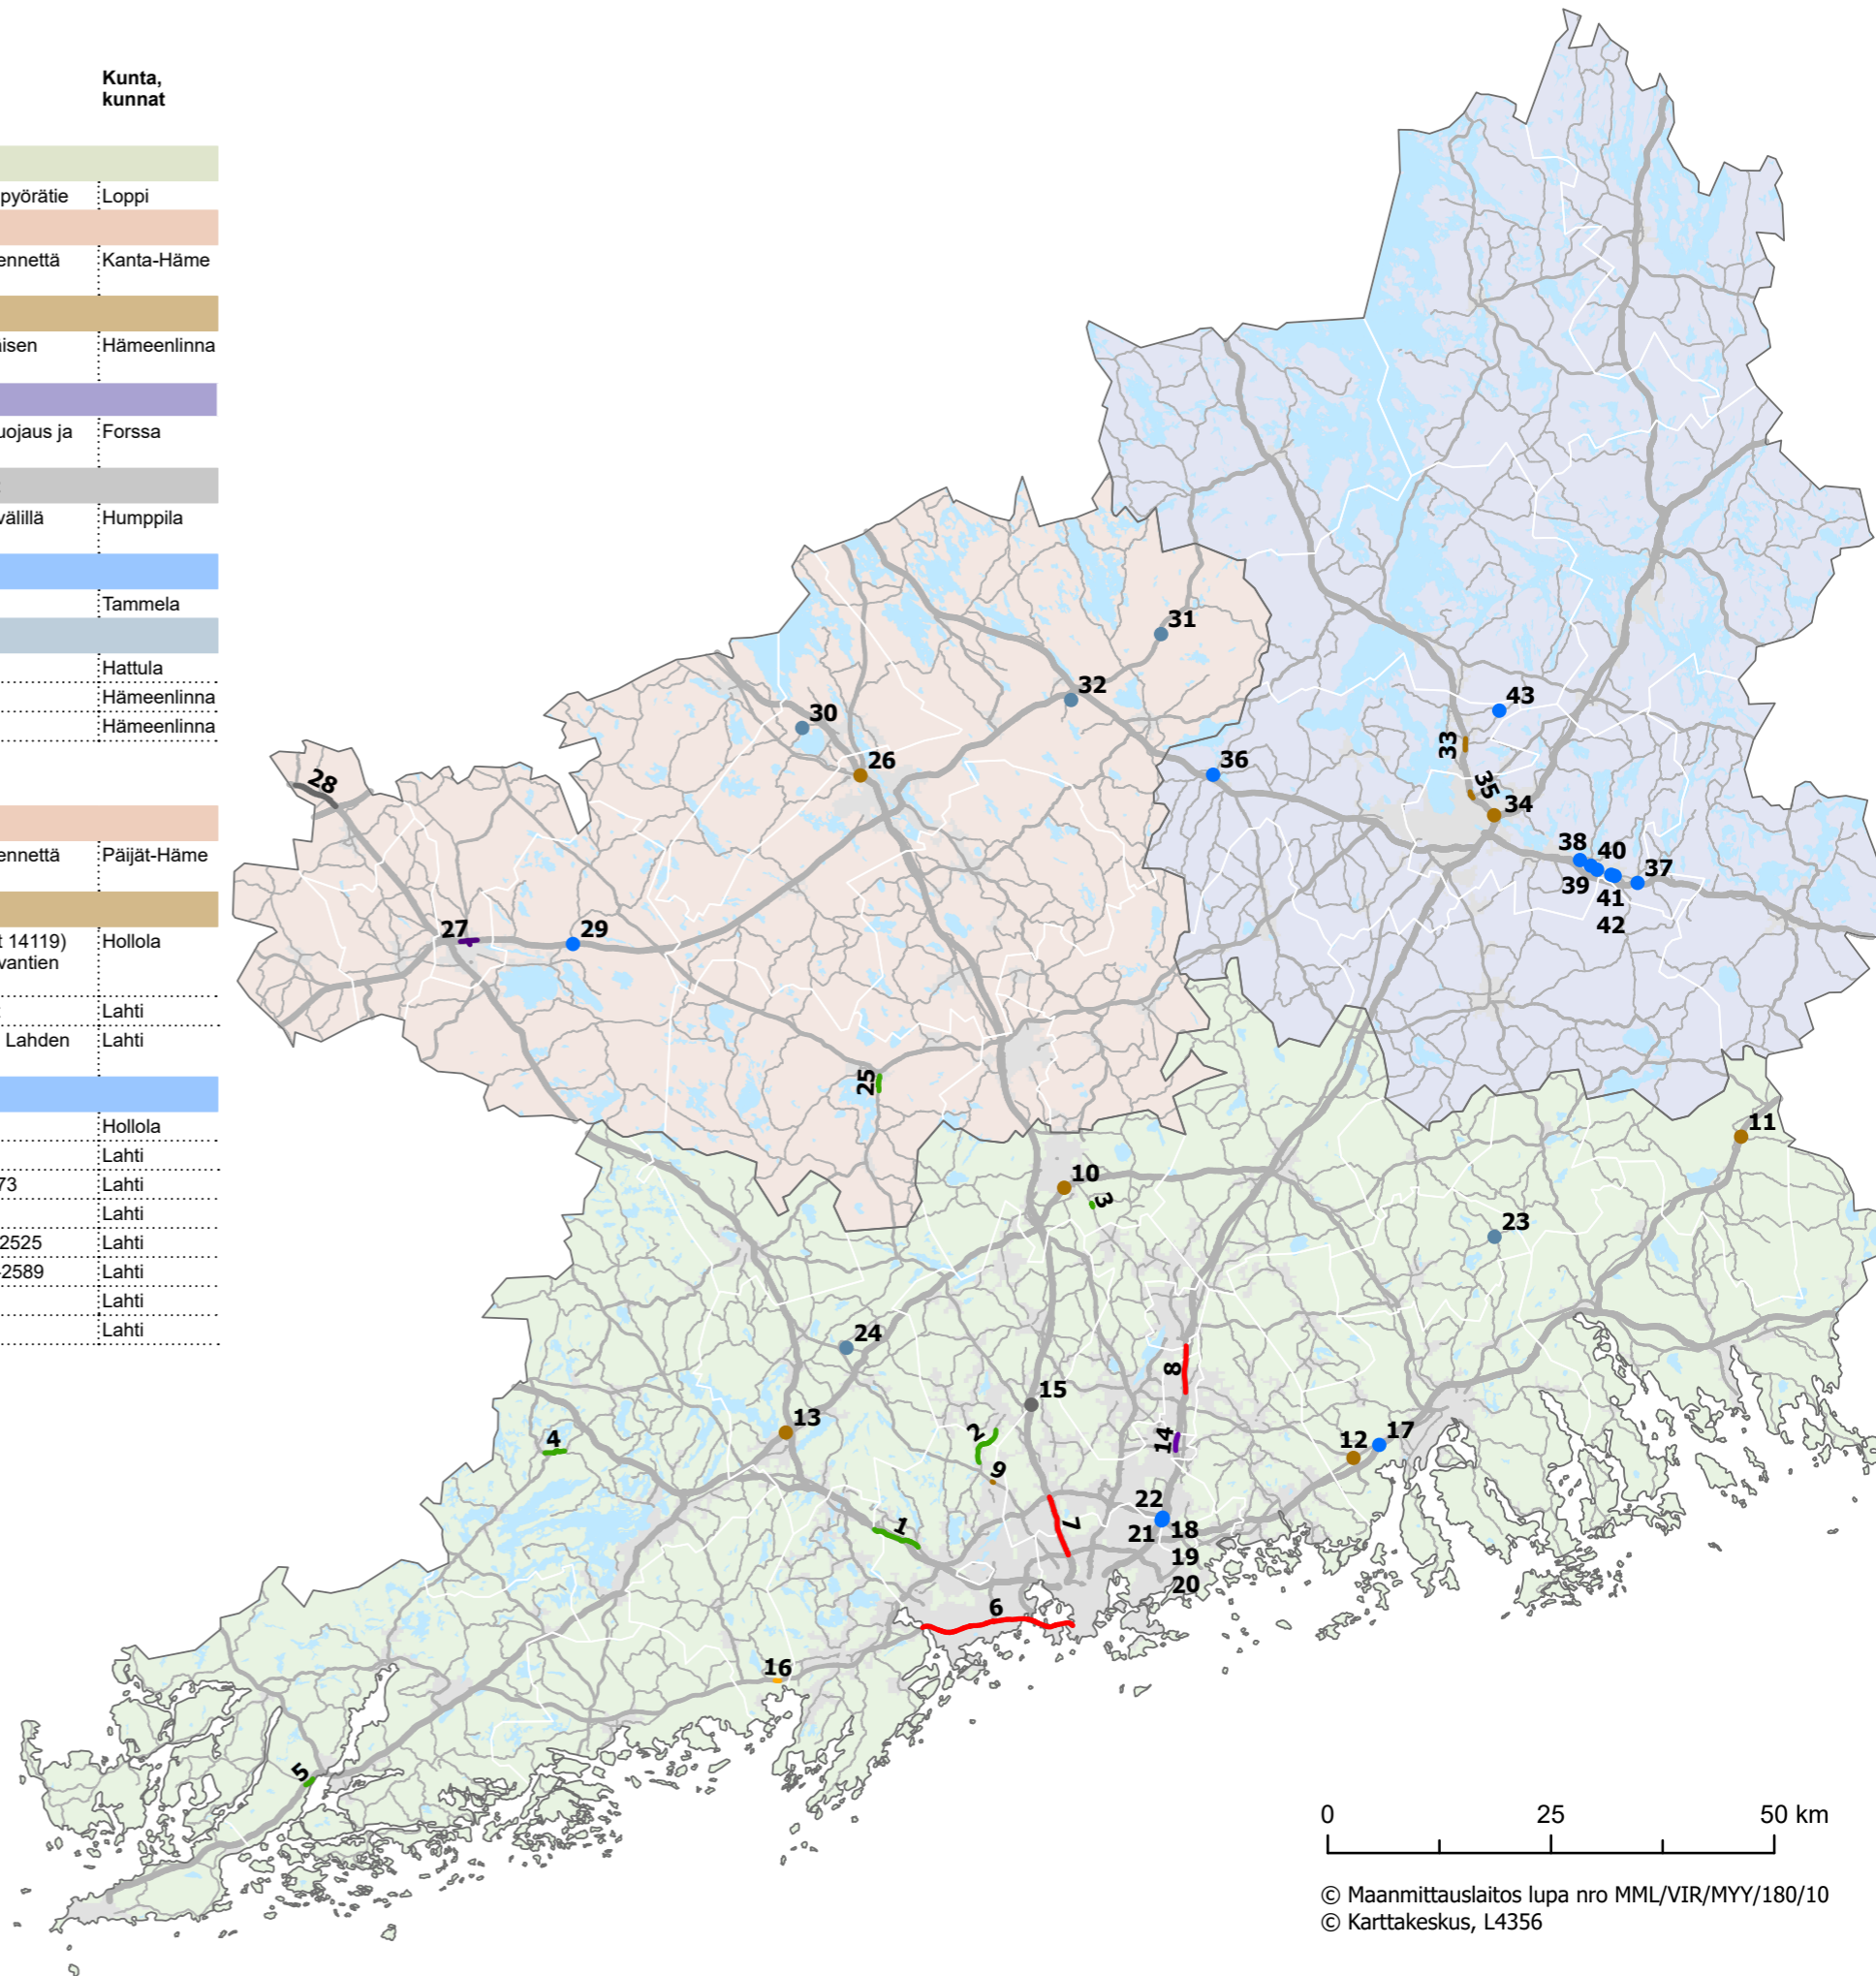 Kunta,
kunnat
pyörätie Loppi
ennettä Kanta-Häme
isen Hämeenlinna
uojaus ja Forssa
välillä Humppila
Tammela
Hattula
Hämeenlinna
Hämeenlinna
ennettä Päijät-Häme
t 14119) Hollola
vantien
Lahti
Lahden Lahti
Hollola
Lahti
73 Lahti
Lahti
2525 Lahti
-2589 Lahti
Lahti
Lahti
31
32
43
30
33
26
36
28
35
34
38
40
39
37
41
42
27
29
25
11
10
3
23
24
8
15
13
2
14
4
12
17
9
22
7
1
21
18
19
20
6
16
5
0 25 50 km
© Maanmittauslaitos lupa nro MML/VIR/MYY/180/10
© Karttakeskus, L4356